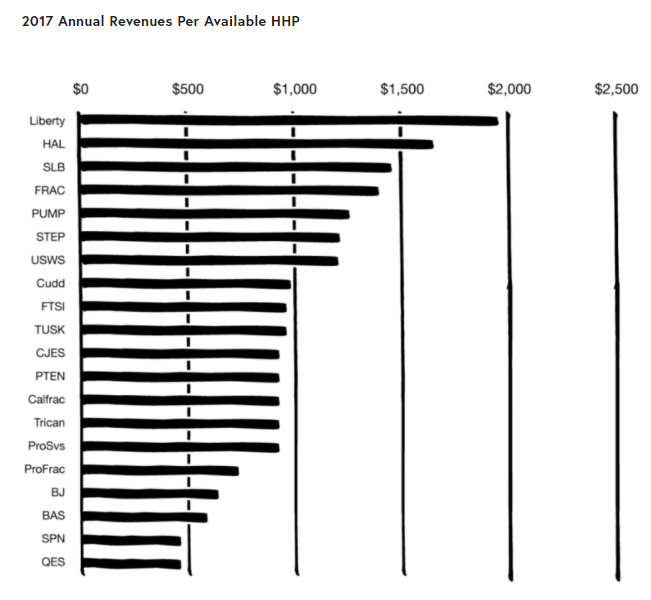 2017 Annual Revenues Per Available HHP
$0 $500 $1,000 $1,500 $2,000 $2,500
Liberty
HAL
SLB
FRAC
PUMP
STEP
USWS
Cudd
FTSI
TUSK
CJES
PTEN
Calfrac
Trican
ProSvs
ProFrac
BJ
BAS
SPN
QES